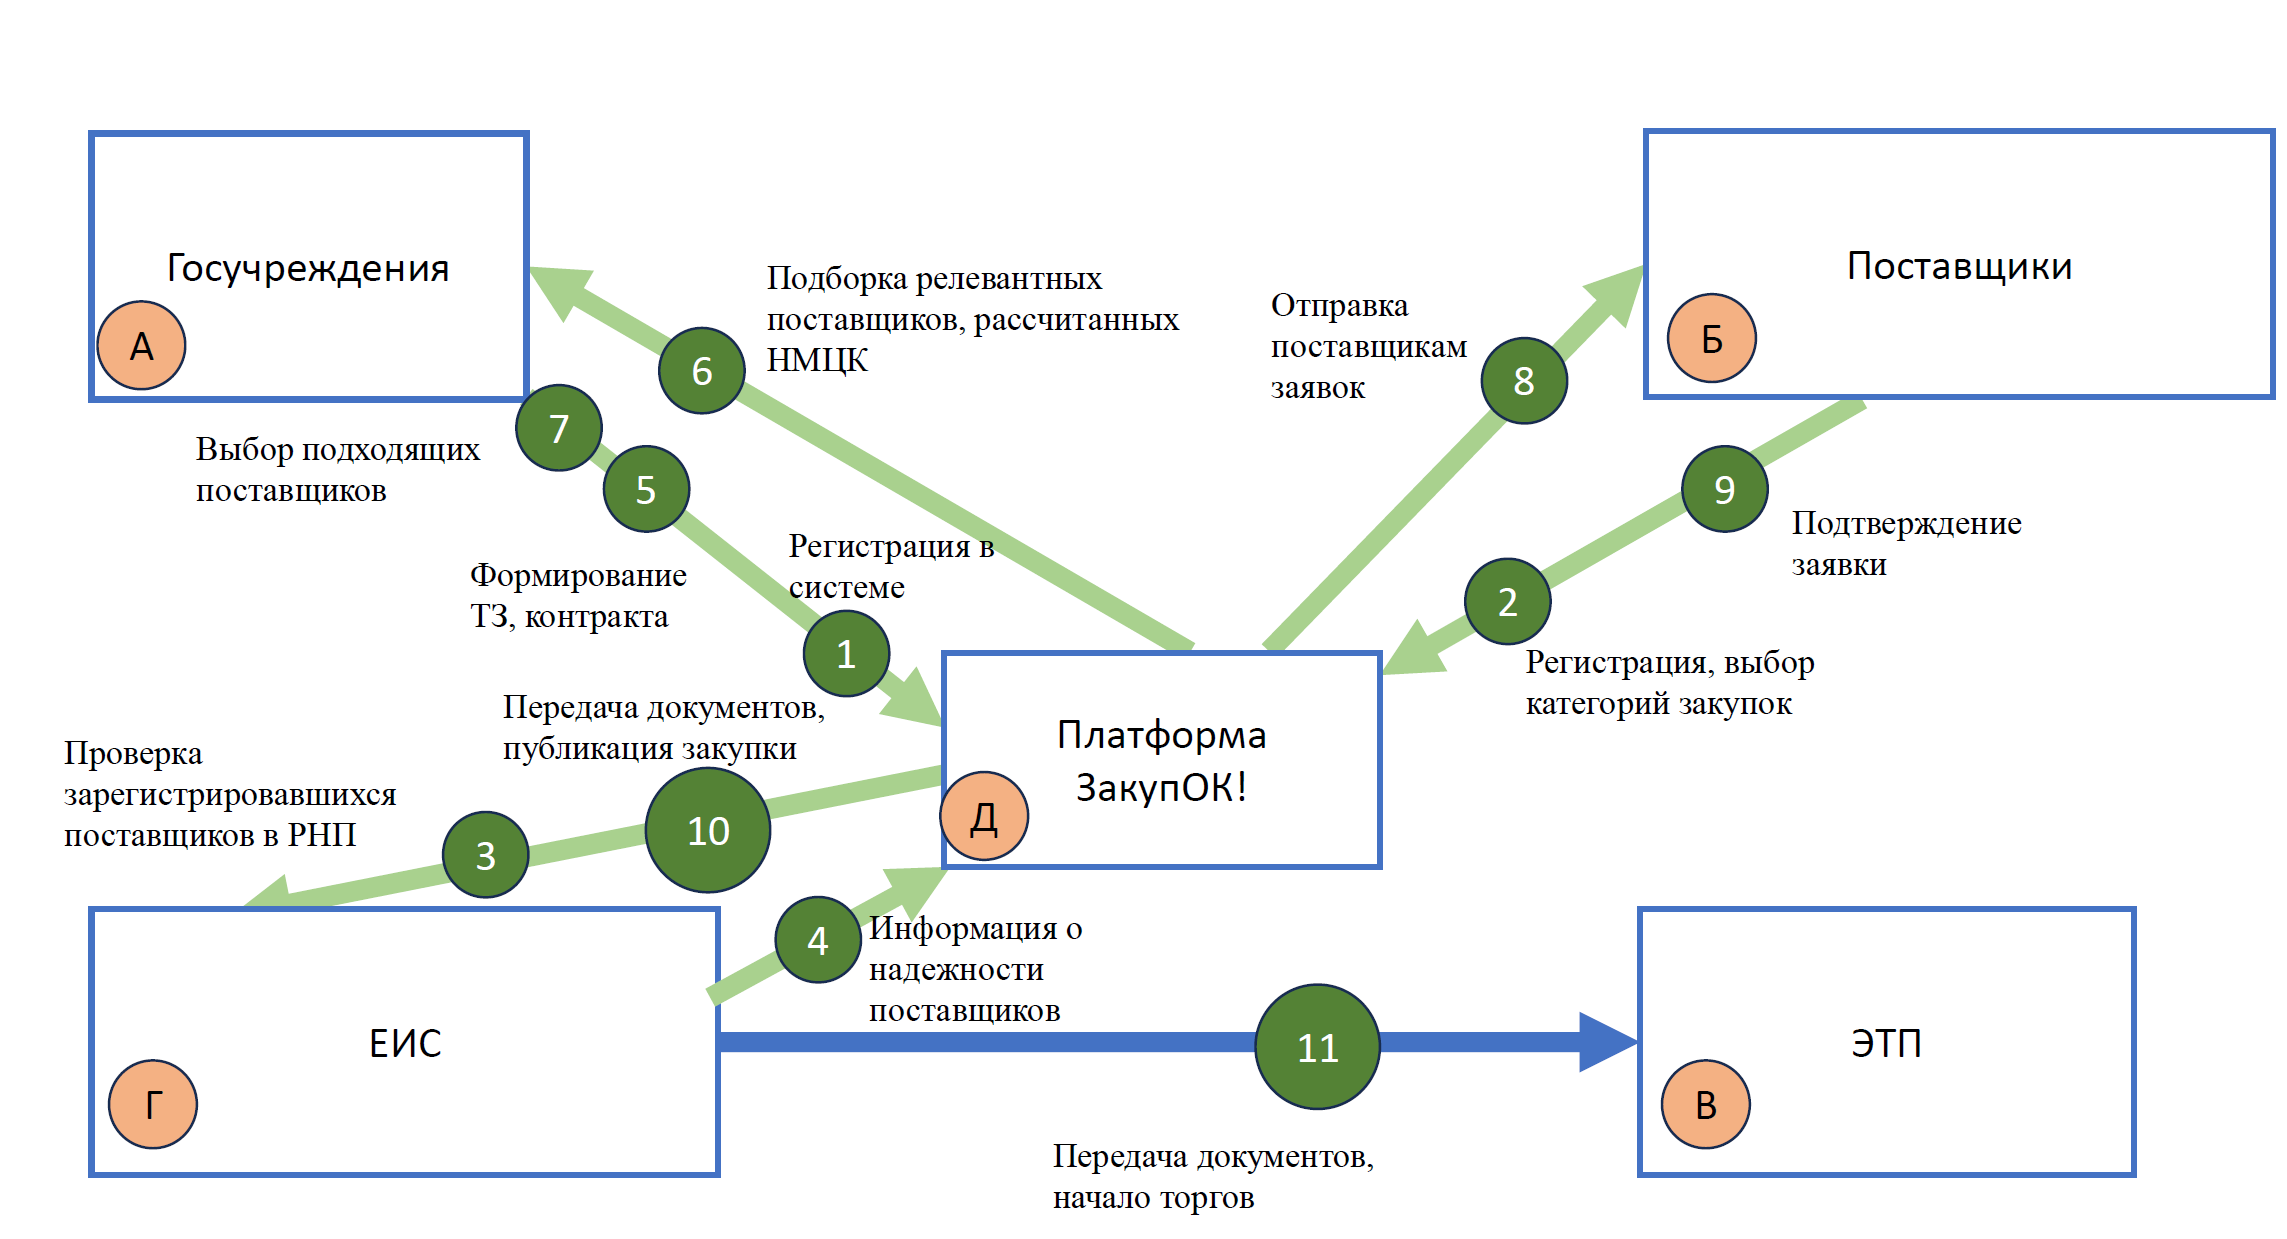 Госучреждения
А
Поставщики
Б
Подборка релевантных
поставщиков, рассчитанных
НМЦК
6
Отправка
поставщикам
заявок
8
7
Выбор подходящих
поставщиков
5
9
Подтверждение
заявки
Формирование
ТЗ, контракта
Регистрация в
системе
1
2
Регистрация, выбор
категорий закупок
Передача документов,
публикация закупки
10
Платформа
ЗакупОК!
Д
Проверка
зарегистрировавшихся
поставщиков в РНП
3
4
Информация о
надежности
поставщиков
ЕИС
Г
11
ЭТП
В
Передача документов,
начало торгов